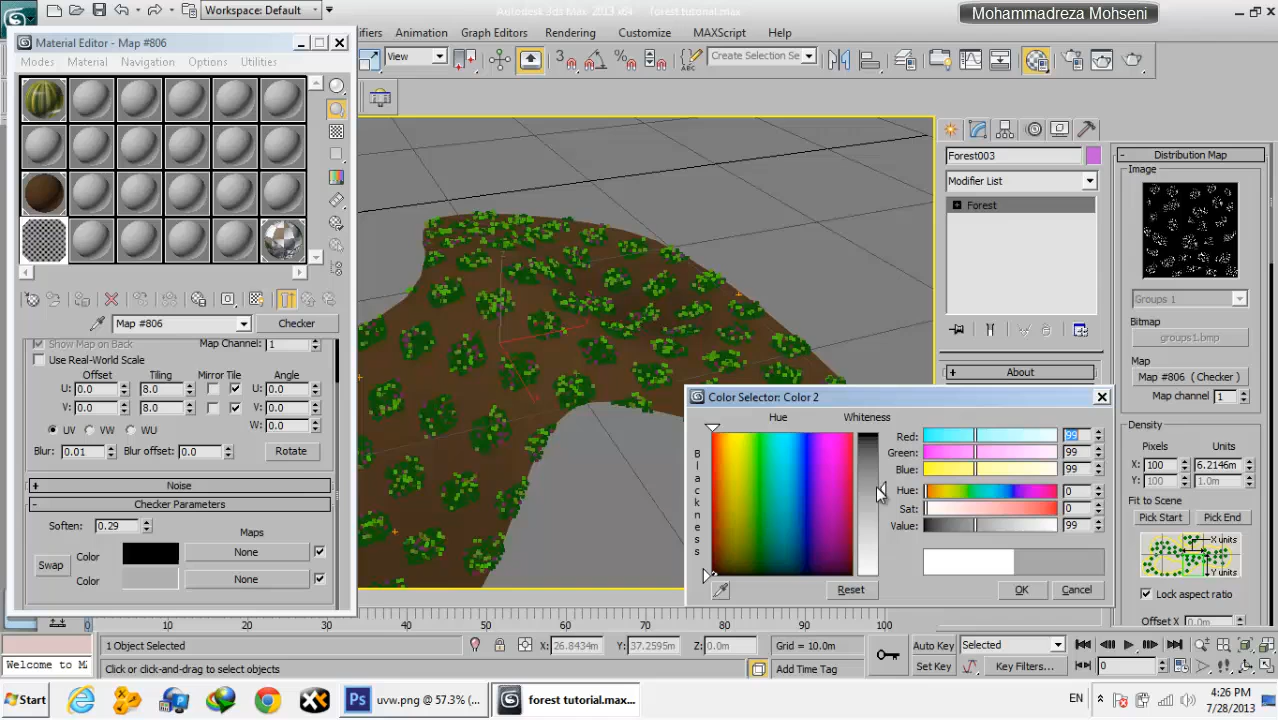 Workspace: Default
Autodesk 3ds Max 2013 x64 forest tutorial.max
Mohammadreza Mohseni
Material Editor - Map #806
Navigation Options
ifiers Animation Graph Editors Rendering Customize MAXScript Help
View
Create Selection Se
Map #806
Checker
Show Map on Back
Map Channel: 1
Use Real-World Scale
Offset Tiling Mirror Tile Angle
U: 0.0 8.0 U: 0.0
V: 0.0 8.0 V: 0.0
W: 0.0
UV VW WU
Blur: 0.01 Blur offset: 0.0 Rotate
+ Noise
- Checker Parameters
Soften: 0.29
Maps
Swap
Color None
Color None
Forest003
Modifier List
Forest
+ About
- Distribution Map
Image
Groups 1
Bitmap
groups1.bmp
Map
Map #806 ( Checker )
Map channel 1
Density
Pixels Units
X: 100 6.2146m
Y: 100 1.0m
Fit to Scene
Pick Start Pick End
X units
Y units
Lock aspect ratio
Offset X 0.0m
Color Selector: Color 2
Hue Whiteness
Blackness
Red: 99
Green: 99
Blue: 99
Hue: 0
Sat: 0
Value: 99
Reset OK Cancel
0 10 20 30 40 50 60 70 80 90 100
1 Object Selected
X: 26.8434m Y: 37.2595m Z: 0.0m Grid = 10.0m
Auto Key Selected
Welcome to M
Click or click-and-drag to select objects
Add Time Tag
Set Key Key Filters... 0
Start
uvw.png @ 57.3% (...
forest tutorial.max...
EN
4:26 PM
7/28/2013